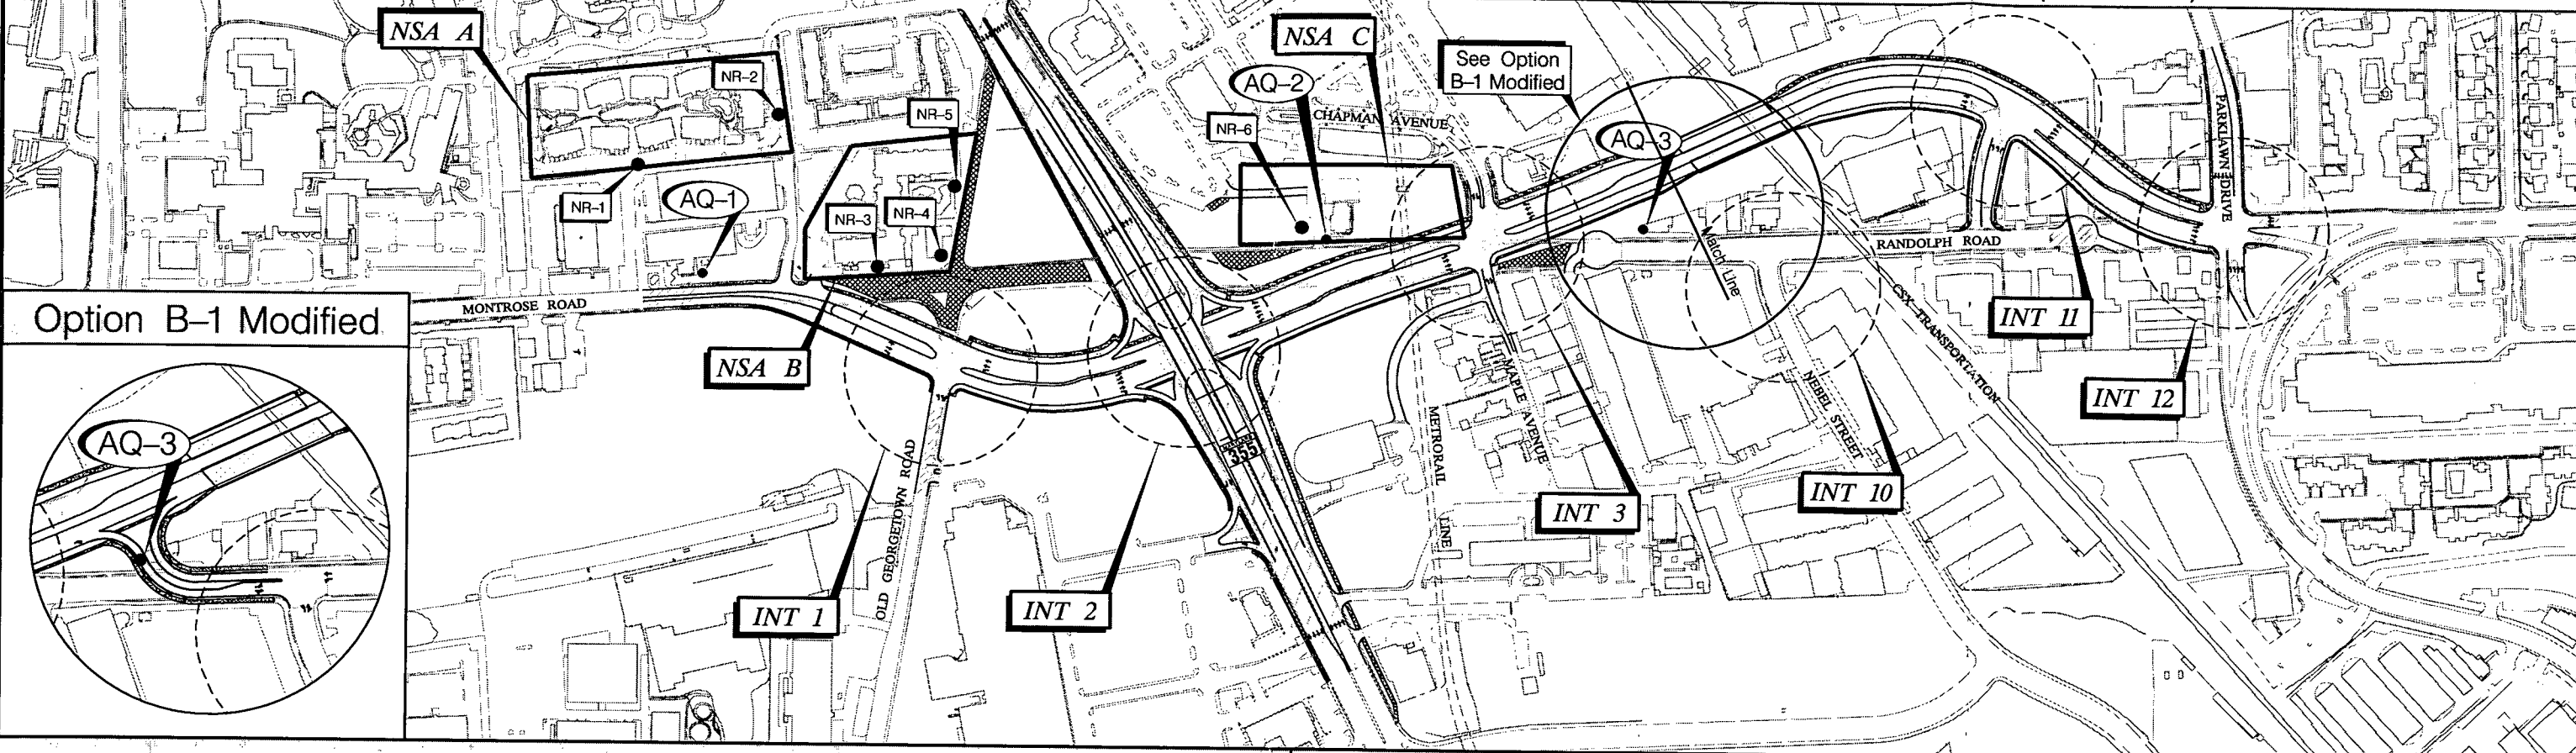 NSA A
NR-2
NR-5
NR-1
AQ-1
NR-3
NR-4
NSA C
AQ-2
NR-6
CHAPMAN AVENUE
See Option
B-1 Modified
AQ-3
Match Line
RANDOLPH ROAD
PARKLAWN DRIVE
MONTROSE ROAD
NSA B
Option B-1 Modified
AQ-3
INT 1
OLD GEORGETOWN ROAD
INT 2
355
METRORAIL LINE
MAPLE AVENUE
INT 3
NEBEL STREET
INT 10
CSX TRANSPORTATION
INT 11
INT 12